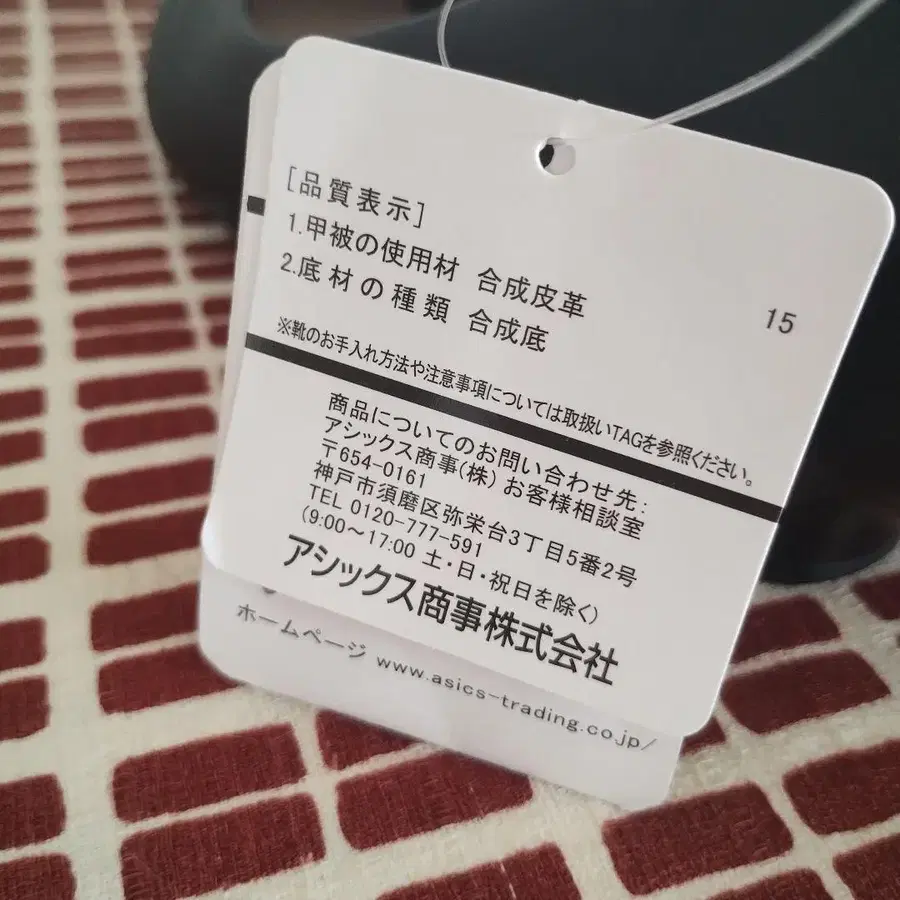 [品質表示]
1.甲被の使用材 合成皮革
2.底材の種類 合成底
15
※靴のお手入れ方法や注意事項については取扱いTAGを参照ください。
商品についてのお問い合わせ先:
アシックス商事(株) お客様相談室
〒654-0161
神戸市須磨区弥栄台3丁目5番2号
TEL 0120-777-591
(9:00～17:00 土・日・祝日を除く)
アシックス商事株式会社
ホームページ www.asics-trading.co.jp/